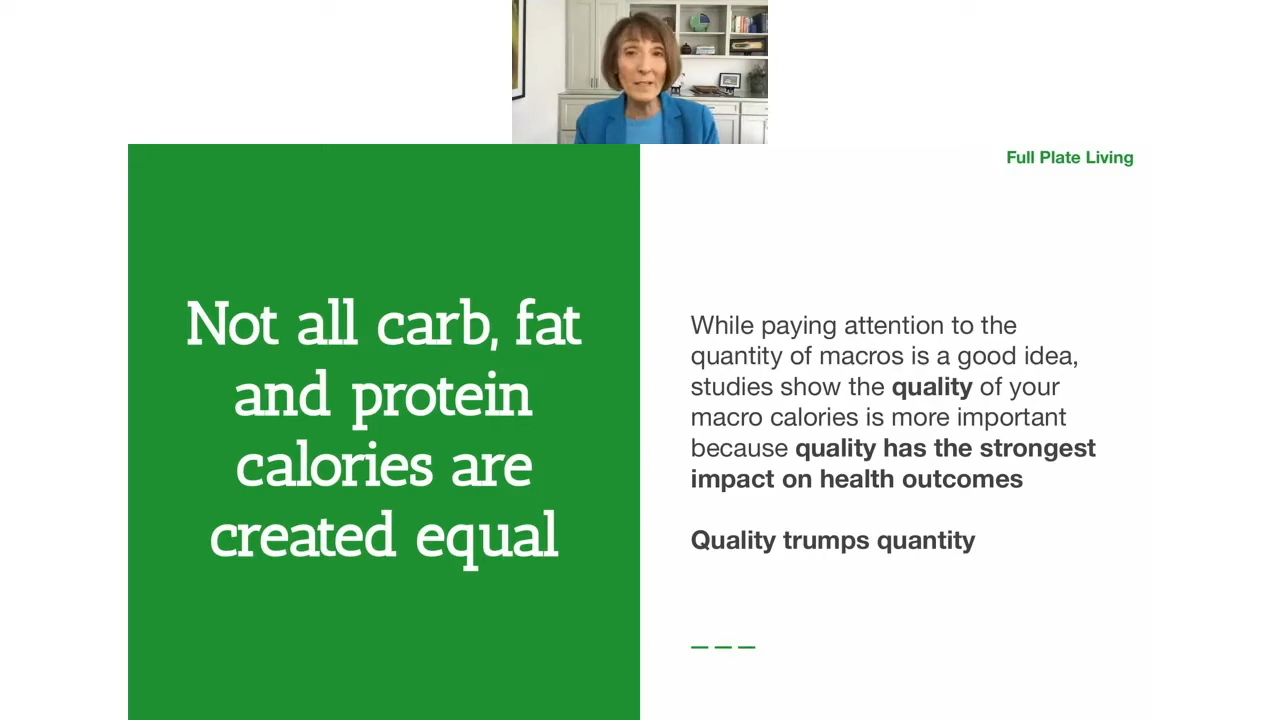 Full Plate Living
Not all carb, fat
and protein
calories are
created equal
While paying attention to the
quantity of macros is a good idea,
studies show the quality of your
macro calories is more important
because quality has the strongest
impact on health outcomes
Quality trumps quantity